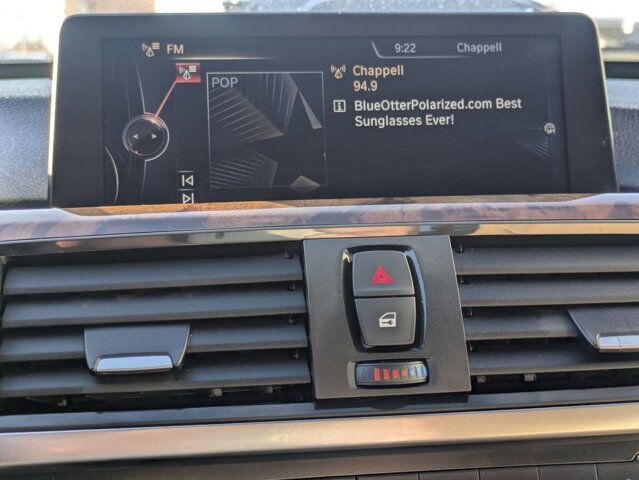 FM
9:22
Chappell
POP
Chappell
94.9
BlueOtterPolarized.com Best
Sunglasses Ever!